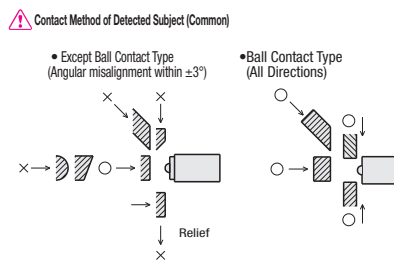 Contact Method of Detected Subject (Common)
• Except Ball Contact Type
(Angular misalignment within ±3°)
•Ball Contact Type
(All Directions)
Relief